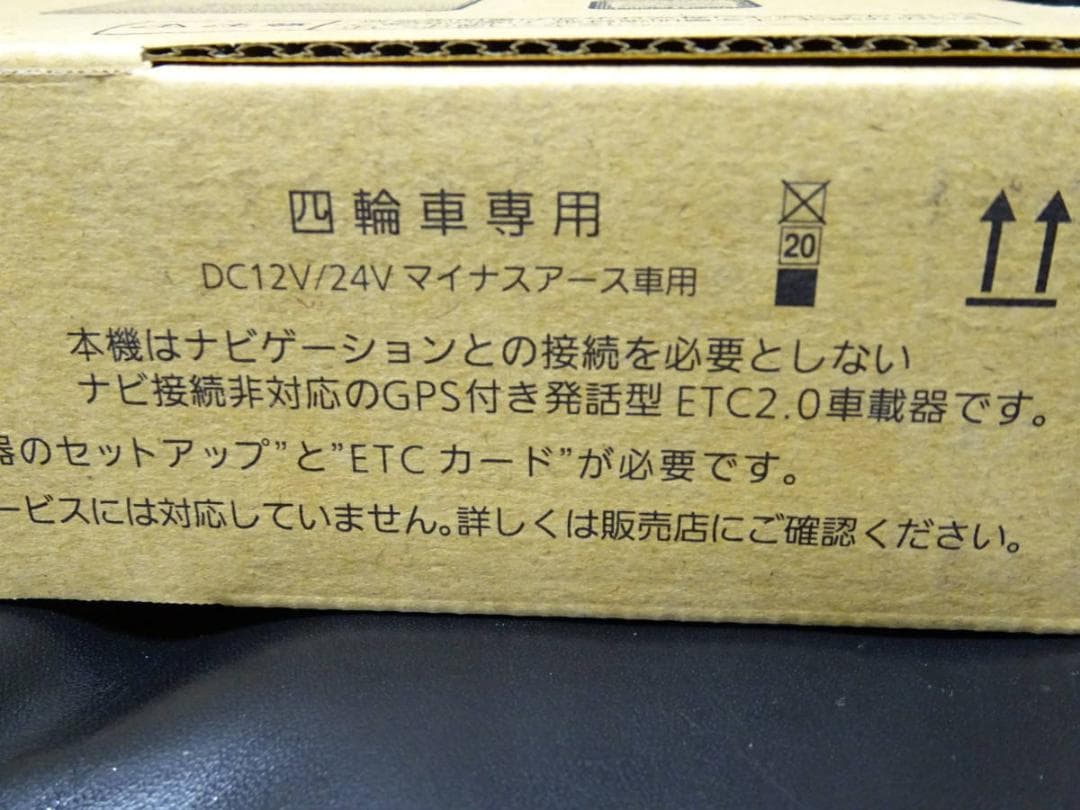 四輪車専用
20
DC12V/24V マイナスアース車用
本機はナビゲーションとの接続を必要としない
ナビ接続非対応のGPS付き発話型 ETC2.0車載器です。
器のセットアップ"と"ETC カード"が必要です。
ービスには対応していません。詳しくは販売店にご確認ください。